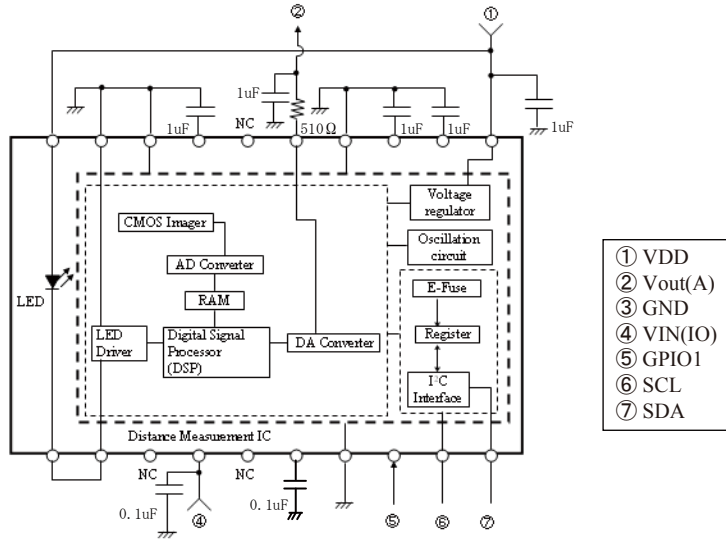 ② ①
1uF
1uF NC 510Ω 1uF 1uF 1uF
Voltage
regulator
CMOS Imager
Oscillation
circuit
AD Converter
LED
E-Fuse
RAM
LED
Driver
Digital Signal
Processor
(DSP)
DA Converter
Register
I²C
Interface
Distance Measurement IC
NC NC
0.1uF 0.1uF
④ ⑤ ⑥ ⑦
① VDD
② Vout(A)
③ GND
④ VIN(IO)
⑤ GPIO1
⑥ SCL
⑦ SDA